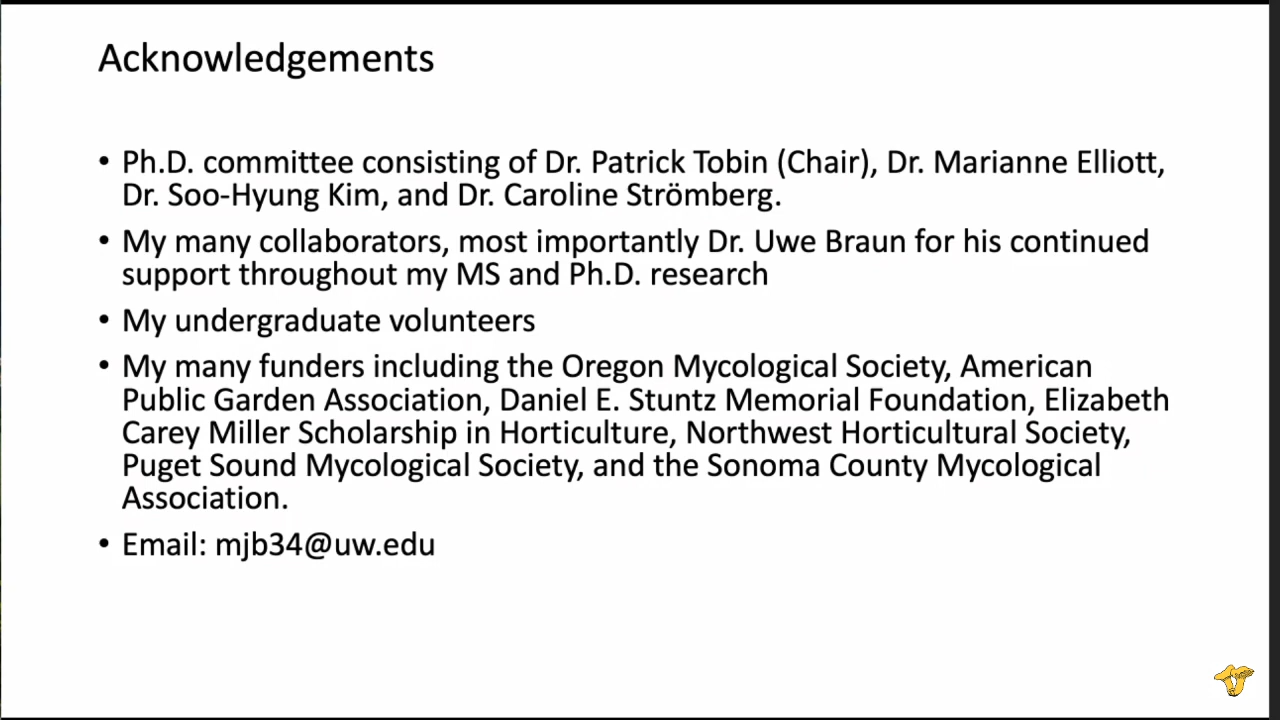 Acknowledgements
• Ph.D. committee consisting of Dr. Patrick Tobin (Chair), Dr. Marianne Elliott,
Dr. Soo-Hyung Kim, and Dr. Caroline Strömberg.
• My many collaborators, most importantly Dr. Uwe Braun for his continued
support throughout my MS and Ph.D. research
• My undergraduate volunteers
• My many funders including the Oregon Mycological Society, American
Public Garden Association, Daniel E. Stuntz Memorial Foundation, Elizabeth
Carey Miller Scholarship in Horticulture, Northwest Horticultural Society,
Puget Sound Mycological Society, and the Sonoma County Mycological
Association.
• Email: mjb34@uw.edu